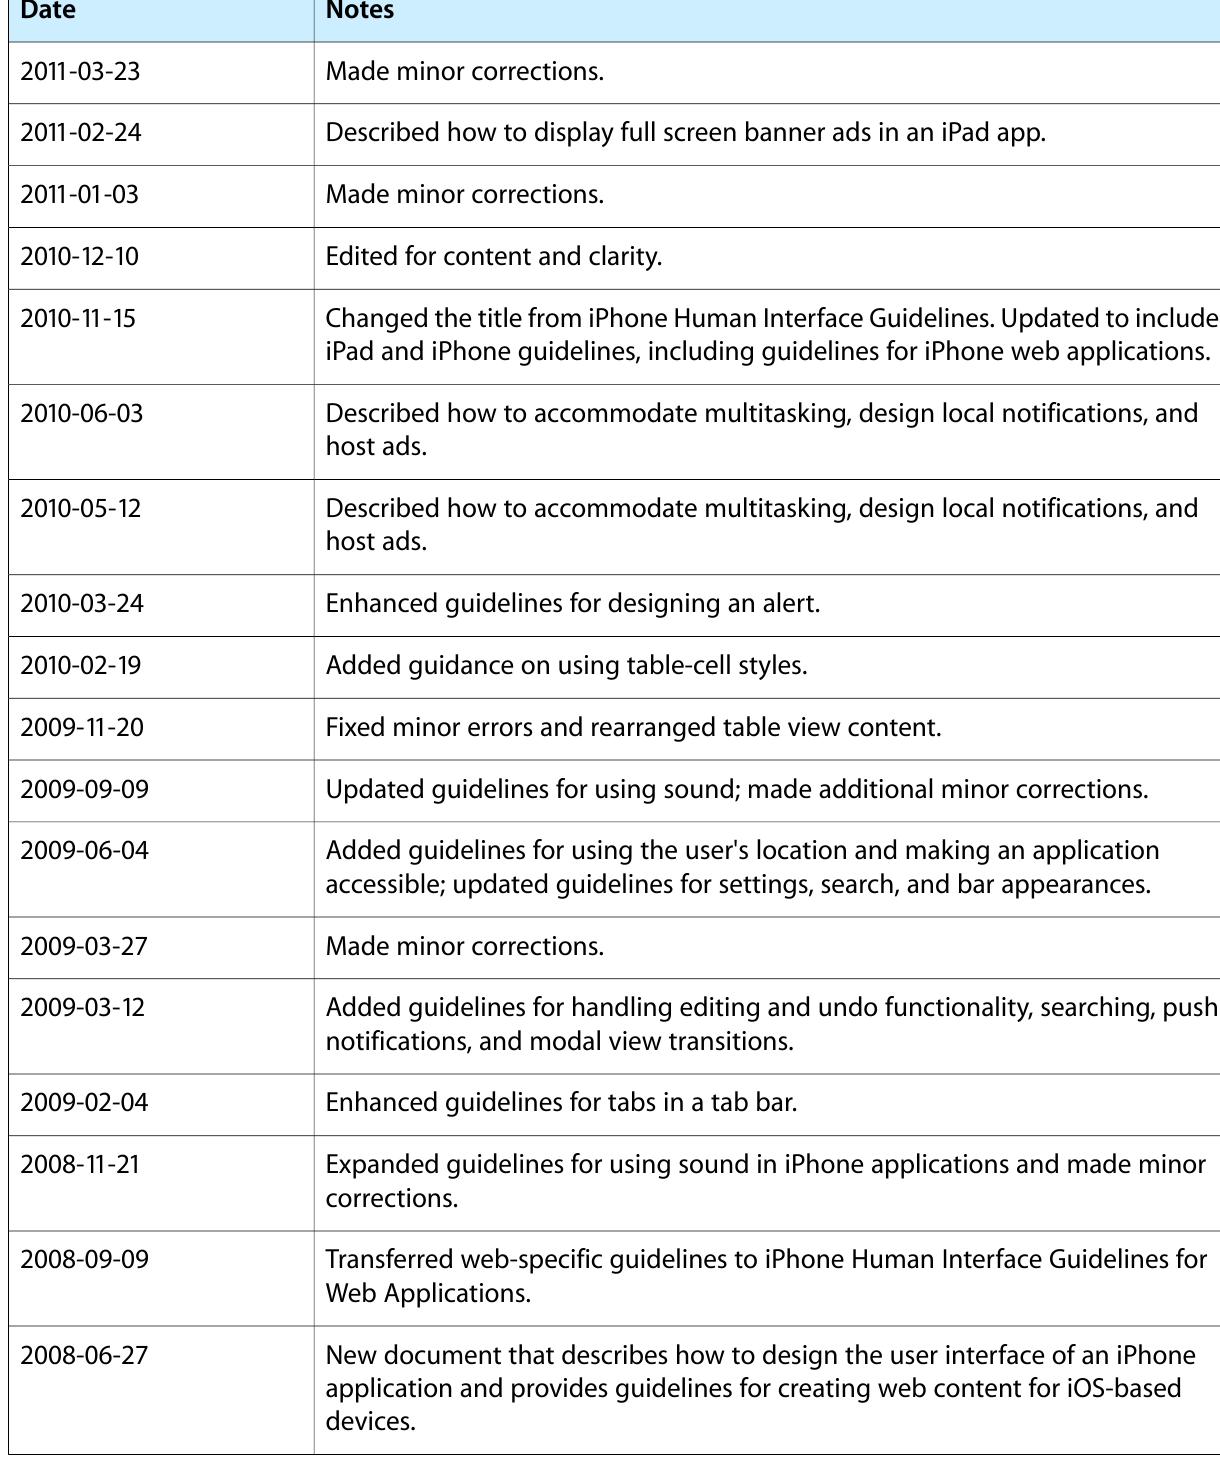 Date Notes
2011-03-23 Made minor corrections.
2011-02-24 Described how to display full screen banner ads in an iPad app.
2011-01-03 Made minor corrections.
2010-12-10 Edited for content and clarity.
2010-11-15 Changed the title from iPhone Human Interface Guidelines. Updated to include
iPad and iPhone guidelines, including guidelines for iPhone web applications.
2010-06-03 Described how to accommodate multitasking, design local notifications, and
host ads.
2010-05-12 Described how to accommodate multitasking, design local notifications, and
host ads.
2010-03-24 Enhanced guidelines for designing an alert.
2010-02-19 Added guidance on using table-cell styles.
2009-11-20 Fixed minor errors and rearranged table view content.
2009-09-09 Updated guidelines for using sound; made additional minor corrections.
2009-06-04 Added guidelines for using the user's location and making an application
accessible; updated guidelines for settings, search, and bar appearances.
2009-03-27 Made minor corrections.
2009-03-12 Added guidelines for handling editing and undo functionality, searching, push
notifications, and modal view transitions.
2009-02-04 Enhanced guidelines for tabs in a tab bar.
2008-11-21 Expanded guidelines for using sound in iPhone applications and made minor
corrections.
2008-09-09 Transferred web-specific guidelines to iPhone Human Interface Guidelines for
Web Applications.
2008-06-27 New document that describes how to design the user interface of an iPhone
application and provides guidelines for creating web content for iOS-based
devices.